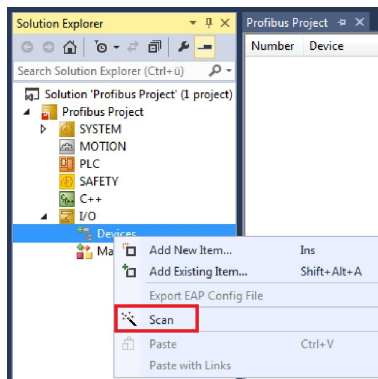 Solution Explorer
Profibus Project
Number Device
Search Solution Explorer (Ctrl+ü)
Solution 'Profibus Project' (1 project)
Profibus Project
SYSTEM
MOTION
PLC
SAFETY
C++
I/O
Devices
Ma
Add New Item... Ins
Add Existing Item... Shift+Alt+A
Export EAP Config File
Scan
Paste Ctrl+V
Paste with Links